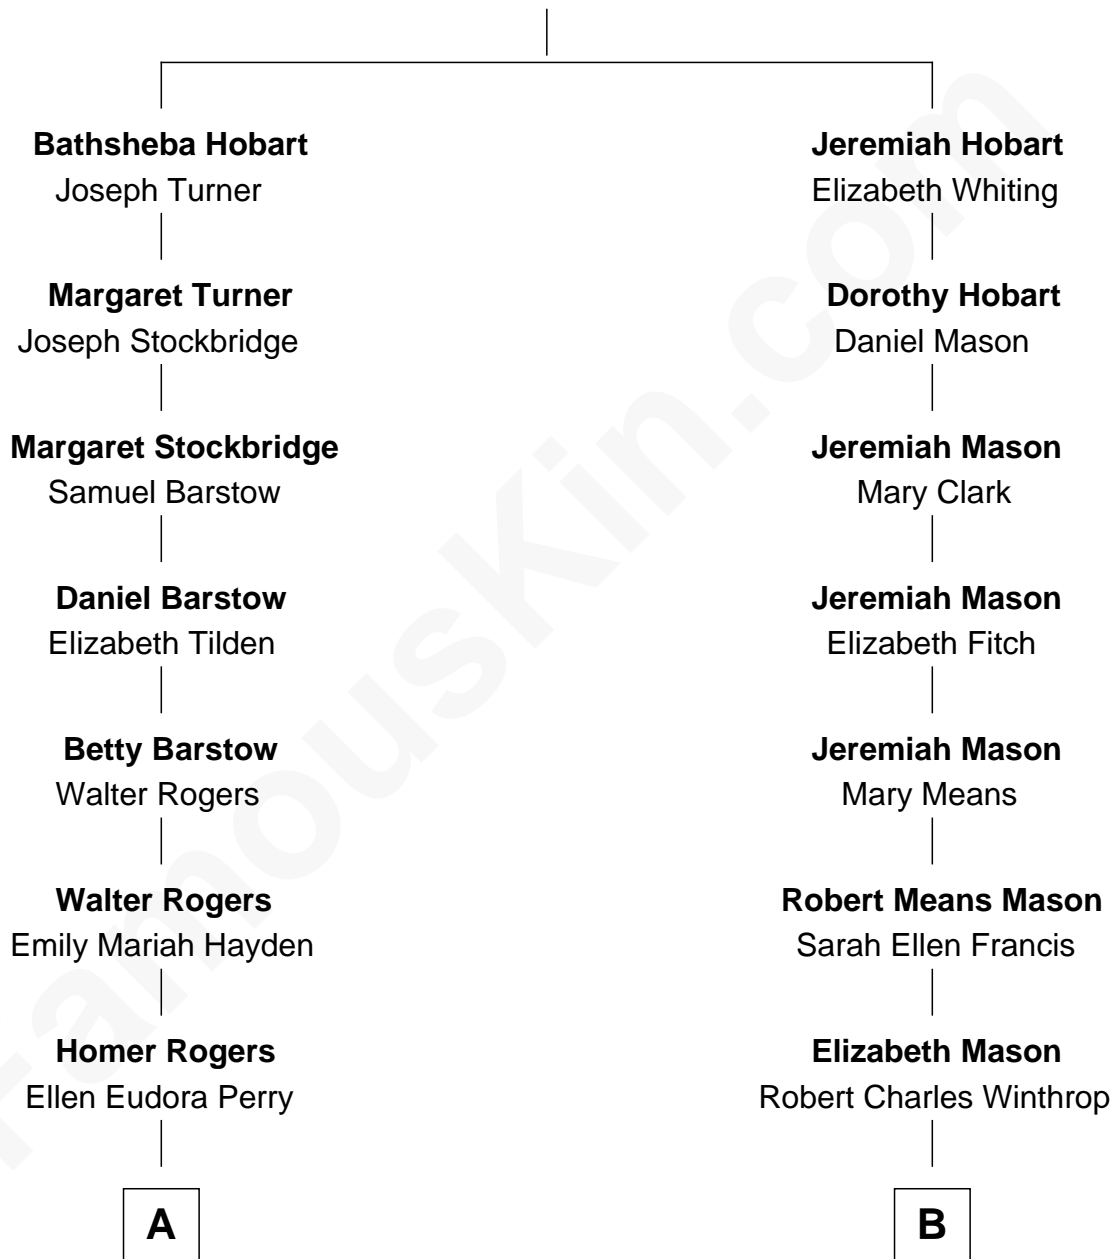 Bathsheba Hobart
Joseph Turner
Margaret Turner
Joseph Stockbridge
Margaret Stockbridge
Samuel Barstow
Daniel Barstow
Elizabeth Tilden
Betty Barstow
Walter Rogers
Walter Rogers
Emily Mariah Hayden
Homer Rogers
Ellen Eudora Perry
A
Jeremiah Hobart
Elizabeth Whiting
Dorothy Hobart
Daniel Mason
Jeremiah Mason
Mary Clark
Jeremiah Mason
Elizabeth Fitch
Jeremiah Mason
Mary Means
Robert Means Mason
Sarah Ellen Francis
Elizabeth Mason
Robert Charles Winthrop
B
FamousKin.com